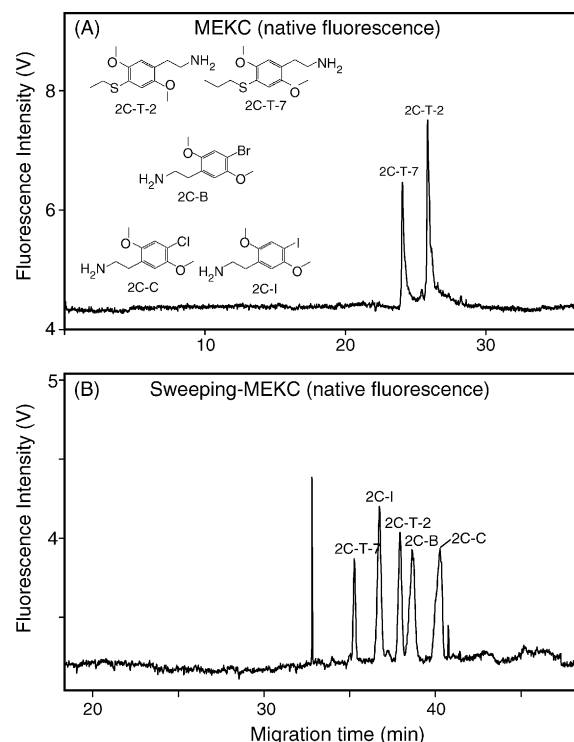 (A) MEKC (native fluorescence)
Fluorescence Intensity (V)
8
6
4
10 20 30
O NH2 O NH2
S O S O
2C-T-2 2C-T-7
O Br
H2N O
2C-B
O Cl O I
H2N O H2N O
2C-C 2C-I
2C-T-7
2C-T-2
(B) Sweeping-MEKC (native fluorescence)
Fluorescence Intensity (V)
5
4
2C-T-7
2C-I
2C-T-2
2C-B
2C-C
20 30 40
Migration time (min)